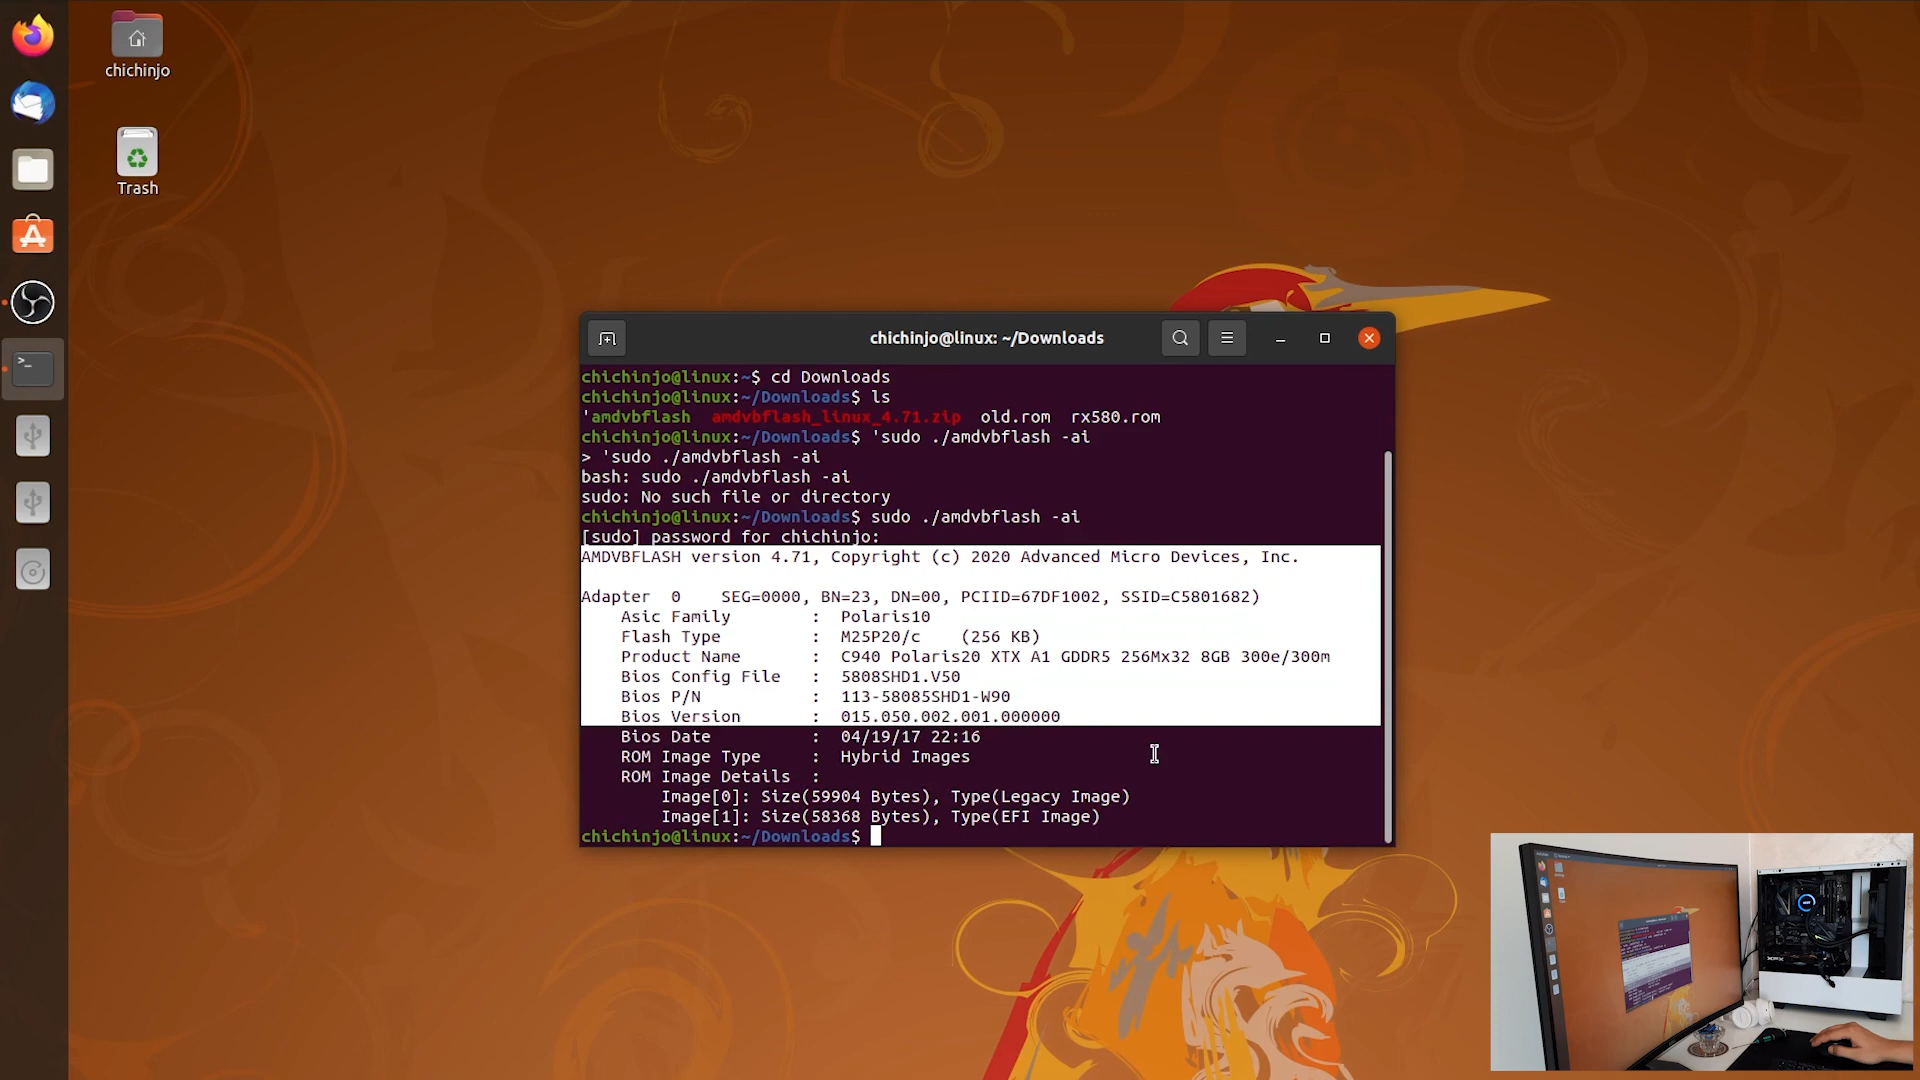 chichinjo
Trash
chichinjo@linux: ~/Downloads
chichinjo@linux:~$ cd Downloads
chichinjo@linux:~/Downloads$ ls
'amdvbflash  amdvbflash_linux_4.71.zip  old.rom  rx580.rom
chichinjo@linux:~/Downloads$ 'sudo ./amdvbflash -ai
> 'sudo ./amdvbflash -ai
bash: sudo ./amdvbflash -ai
sudo: No such file or directory
chichinjo@linux:~/Downloads$ sudo ./amdvbflash -ai
[sudo] password for chichinjo:
AMDVBFLASH version 4.71, Copyright (c) 2020 Advanced Micro Devices, Inc.
Adapter  0    SEG=0000, BN=23, DN=00, PCIID=67DF1002, SSID=C5801682)
    Asic Family        :  Polaris10
    Flash Type         :  M25P20/c    (256 KB)
    Product Name       :  C940 Polaris20 XTX A1 GDDR5 256Mx32 8GB 300e/300m
    Bios Config File   :  5808SHD1.V50
    Bios P/N           :  113-58085SHD1-W90
    Bios Version       :  015.050.002.001.000000
    Bios Date          :  04/19/17 22:16
    ROM Image Type     :  Hybrid Images
    ROM Image Details  :
        Image[0]: Size(59904 Bytes), Type(Legacy Image)
        Image[1]: Size(58368 Bytes), Type(EFI Image)
chichinjo@linux:~/Downloads$
XFX